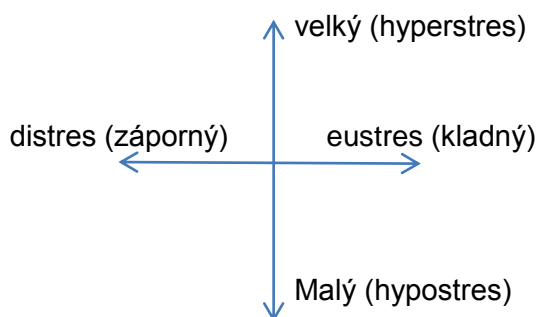 velký (hyperstres)
distres (záporný)
eustres (kladný)
Malý (hypostres)